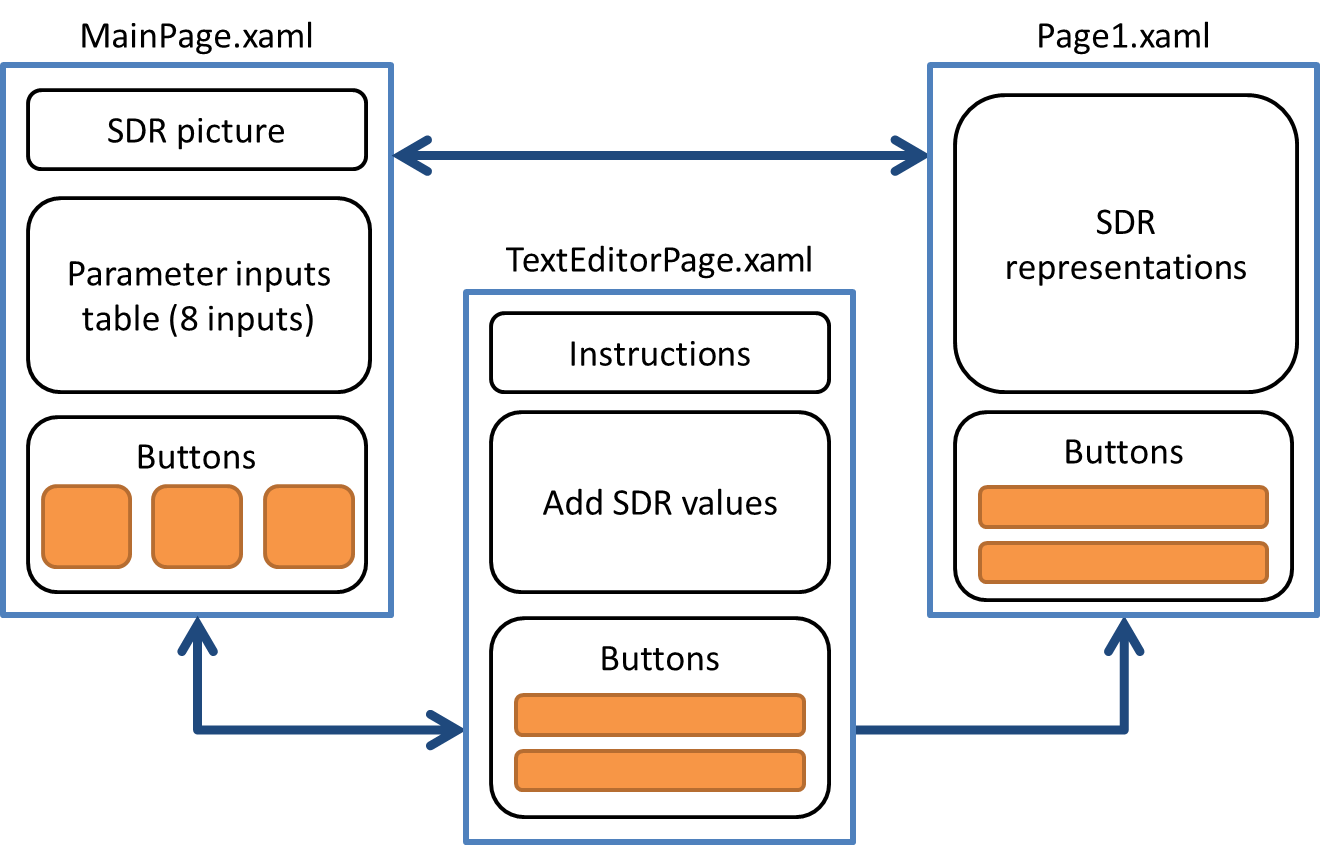 MainPage.xaml
SDR picture
Parameter inputs
table (8 inputs)
Buttons
TextEditorPage.xaml
Instructions
Add SDR values
Buttons
Page1.xaml
SDR
representations
Buttons